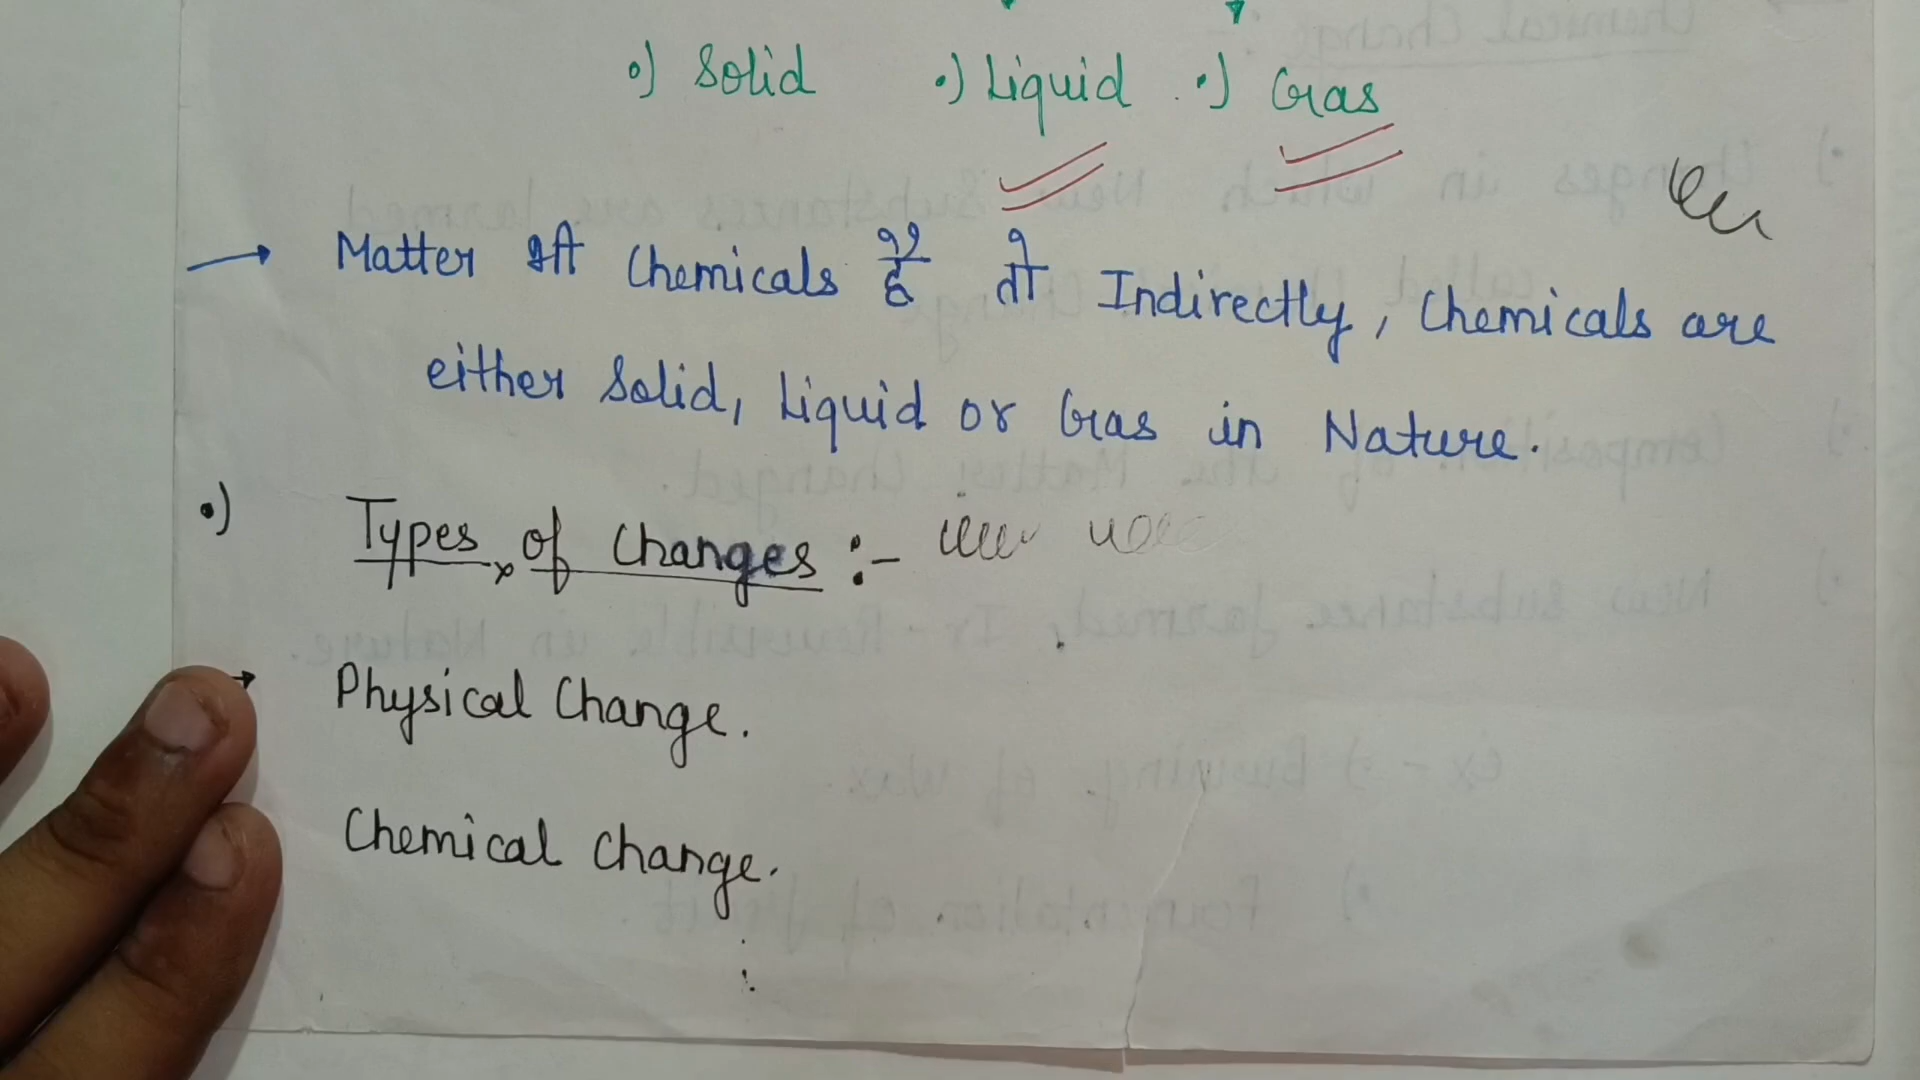 •) Solid •) Liquid •) Gas
→ Matter भी Chemicals है तो Indirectly, Chemicals are
either Solid, Liquid or Gas in Nature.
•) Types of Changes :-
→ Physical Change.
Chemical Change.